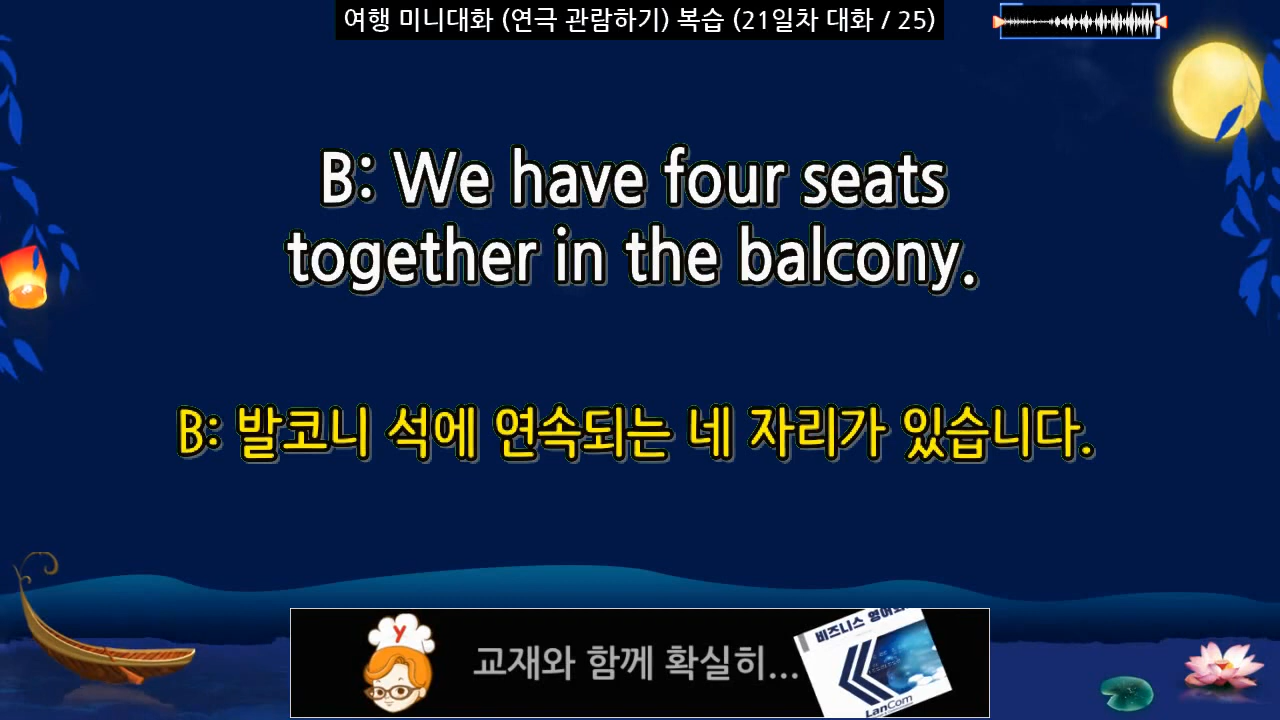 여행 미니대화 (연극 관람하기) 복습 (21일차 대화 / 25)
B: We have four seats
together in the balcony.
B: 발코니 석에 연속되는 네 자리가 있습니다.
Y
교재와 함께 확실히...
비즈니스
LanCom